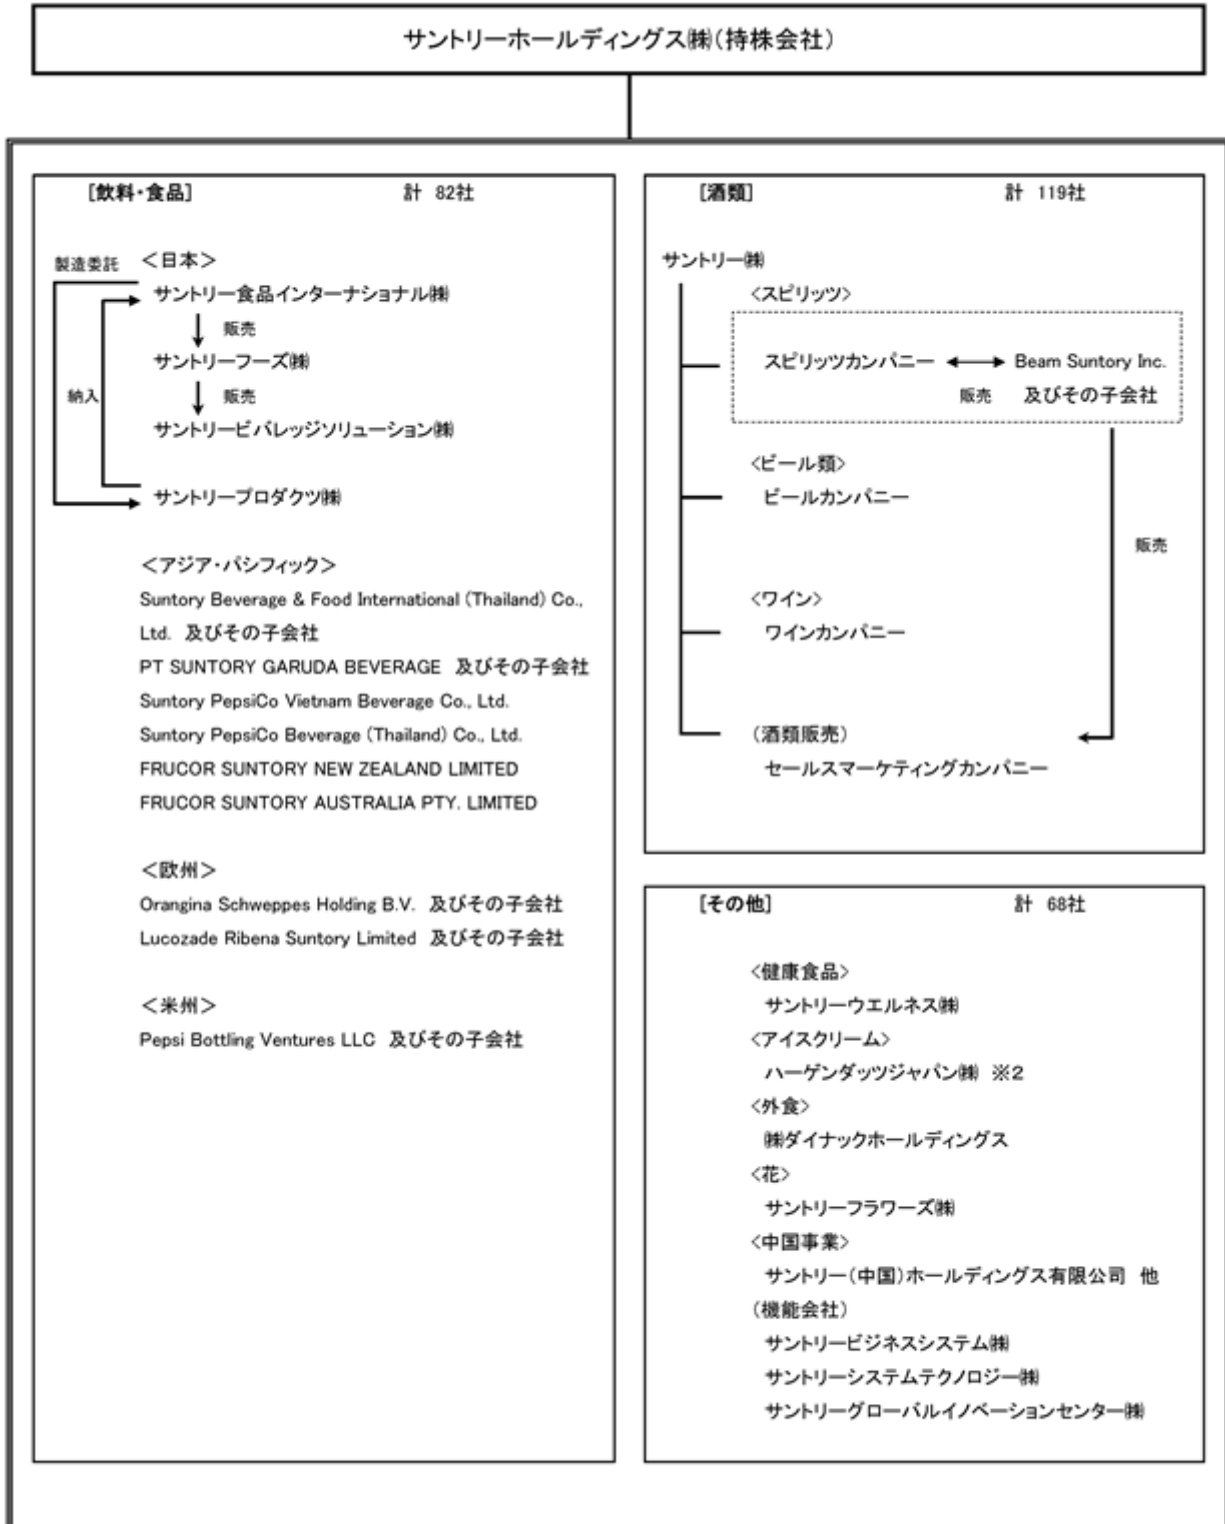 サントリーホールディングス㈱(持株会社)
[飲料・食品] 計 82社
製造委託
<日本>
サントリー食品インターナショナル㈱
販売
サントリーフーズ㈱
納入
販売
サントリービバレッジソリューション㈱
サントリープロダクツ㈱
<アジア・パシフィック>
Suntory Beverage & Food International (Thailand) Co.,
Ltd. 及びその子会社
PT SUNTORY GARUDA BEVERAGE 及びその子会社
Suntory PepsiCo Vietnam Beverage Co., Ltd.
Suntory PepsiCo Beverage (Thailand) Co., Ltd.
FRUCOR SUNTORY NEW ZEALAND LIMITED
FRUCOR SUNTORY AUSTRALIA PTY. LIMITED
<欧州>
Orangina Schweppes Holding B.V. 及びその子会社
Lucozade Ribena Suntory Limited 及びその子会社
<米州>
Pepsi Bottling Ventures LLC 及びその子会社
[酒類] 計 119社
サントリー㈱
<スピリッツ>
スピリッツカンパニー Beam Suntory Inc.
販売 及びその子会社
<ビール類>
ビールカンパニー
販売
<ワイン>
ワインカンパニー
(酒類販売)
セールスマーケティングカンパニー
[その他] 計 68社
<健康食品>
サントリーウエルネス㈱
<アイスクリーム>
ハーゲンダッツジャパン㈱ ※2
<外食>
㈱ダイナックホールディングス
<花>
サントリーフラワーズ㈱
<中国事業>
サントリー(中国)ホールディングス有限公司 他
(機能会社)
サントリービジネスシステム㈱
サントリーシステムテクノロジー㈱
サントリーグローバルイノベーションセンター㈱